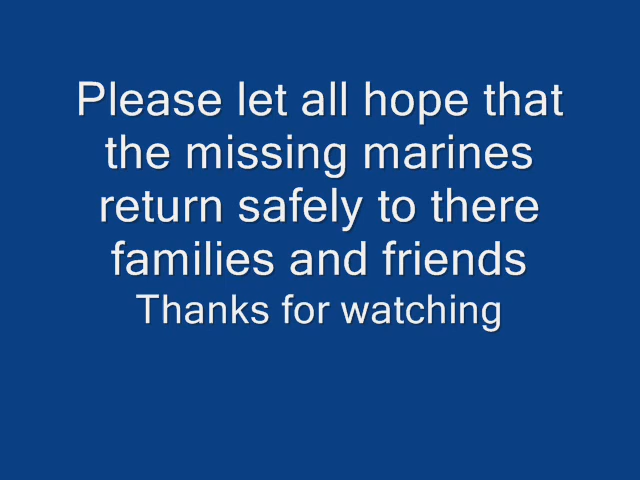 Please let all hope that
the missing marines
return safely to there
families and friends
Thanks for watching